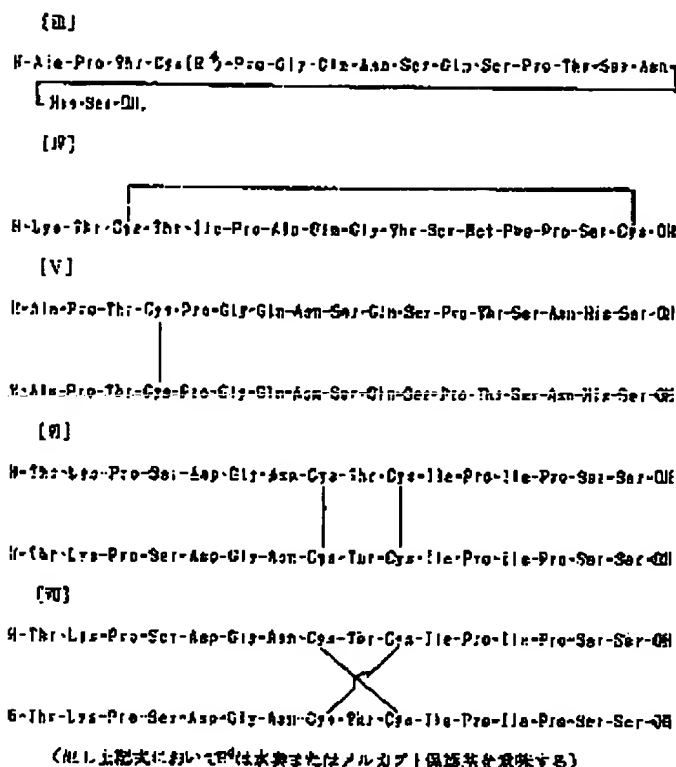 [III]
H-Ala-Pro-Thr-Cys(R⁴)-Pro-Gly-Gln-Asn-Ser-Gln-Ser-Pro-Thr-Ser-Asn-
His-Ser-OH,
[IV]
H-Lys-Thr-Cys-Thr-Ile-Pro-Ala-Gln-Gly-Thr-Ser-Met-Pro-Ser-Cys-OH
[V]
H-Ala-Pro-Thr-Cys-Pro-Gly-Gln-Asn-Ser-Gln-Ser-Pro-Thr-Ser-Asn-His-Ser-OH
H-Ala-Pro-Thr-Cys-Pro-Gly-Gln-Asn-Ser-Gln-Ser-Pro-Thr-Ser-Asn-His-Ser-OH
[VI]
H-Thr-Lys-Pro-Ser-Asp-Gly-Asn-Cys-Thr-Cys-Ile-Pro-Ile-Pro-Ser-Ser-OH
H-Thr-Lys-Pro-Ser-Asp-Gly-Asn-Cys-Thr-Cys-Ile-Pro-Ile-Pro-Ser-Ser-OH
[VII]
H-Thr-Lys-Pro-Ser-Asp-Gly-Asn-Cys-Thr-Cys-Ile-Pro-Ile-Pro-Ser-Ser-OH
H-Thr-Lys-Pro-Ser-Asp-Gly-Asn-Cys-Thr-Cys-Ile-Pro-Ile-Pro-Ser-Ser-OH
(但し上記式においてR⁴は水素またはメルカプト保護基を意味する)